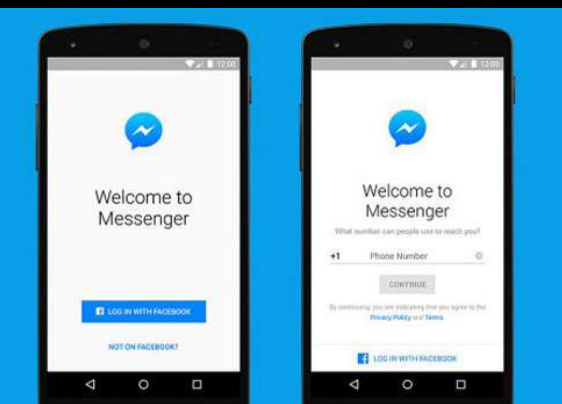 12:00
Welcome to
Messenger
LOG IN WITH FACEBOOK
NOT ON FACEBOOK?
12:00
Welcome to
Messenger
What number can people use to reach you?
+1 Phone Number
CONTINUE
By continuing, you are indicating that you agree to the
Privacy Policy and Terms.
LOG IN WITH FACEBOOK